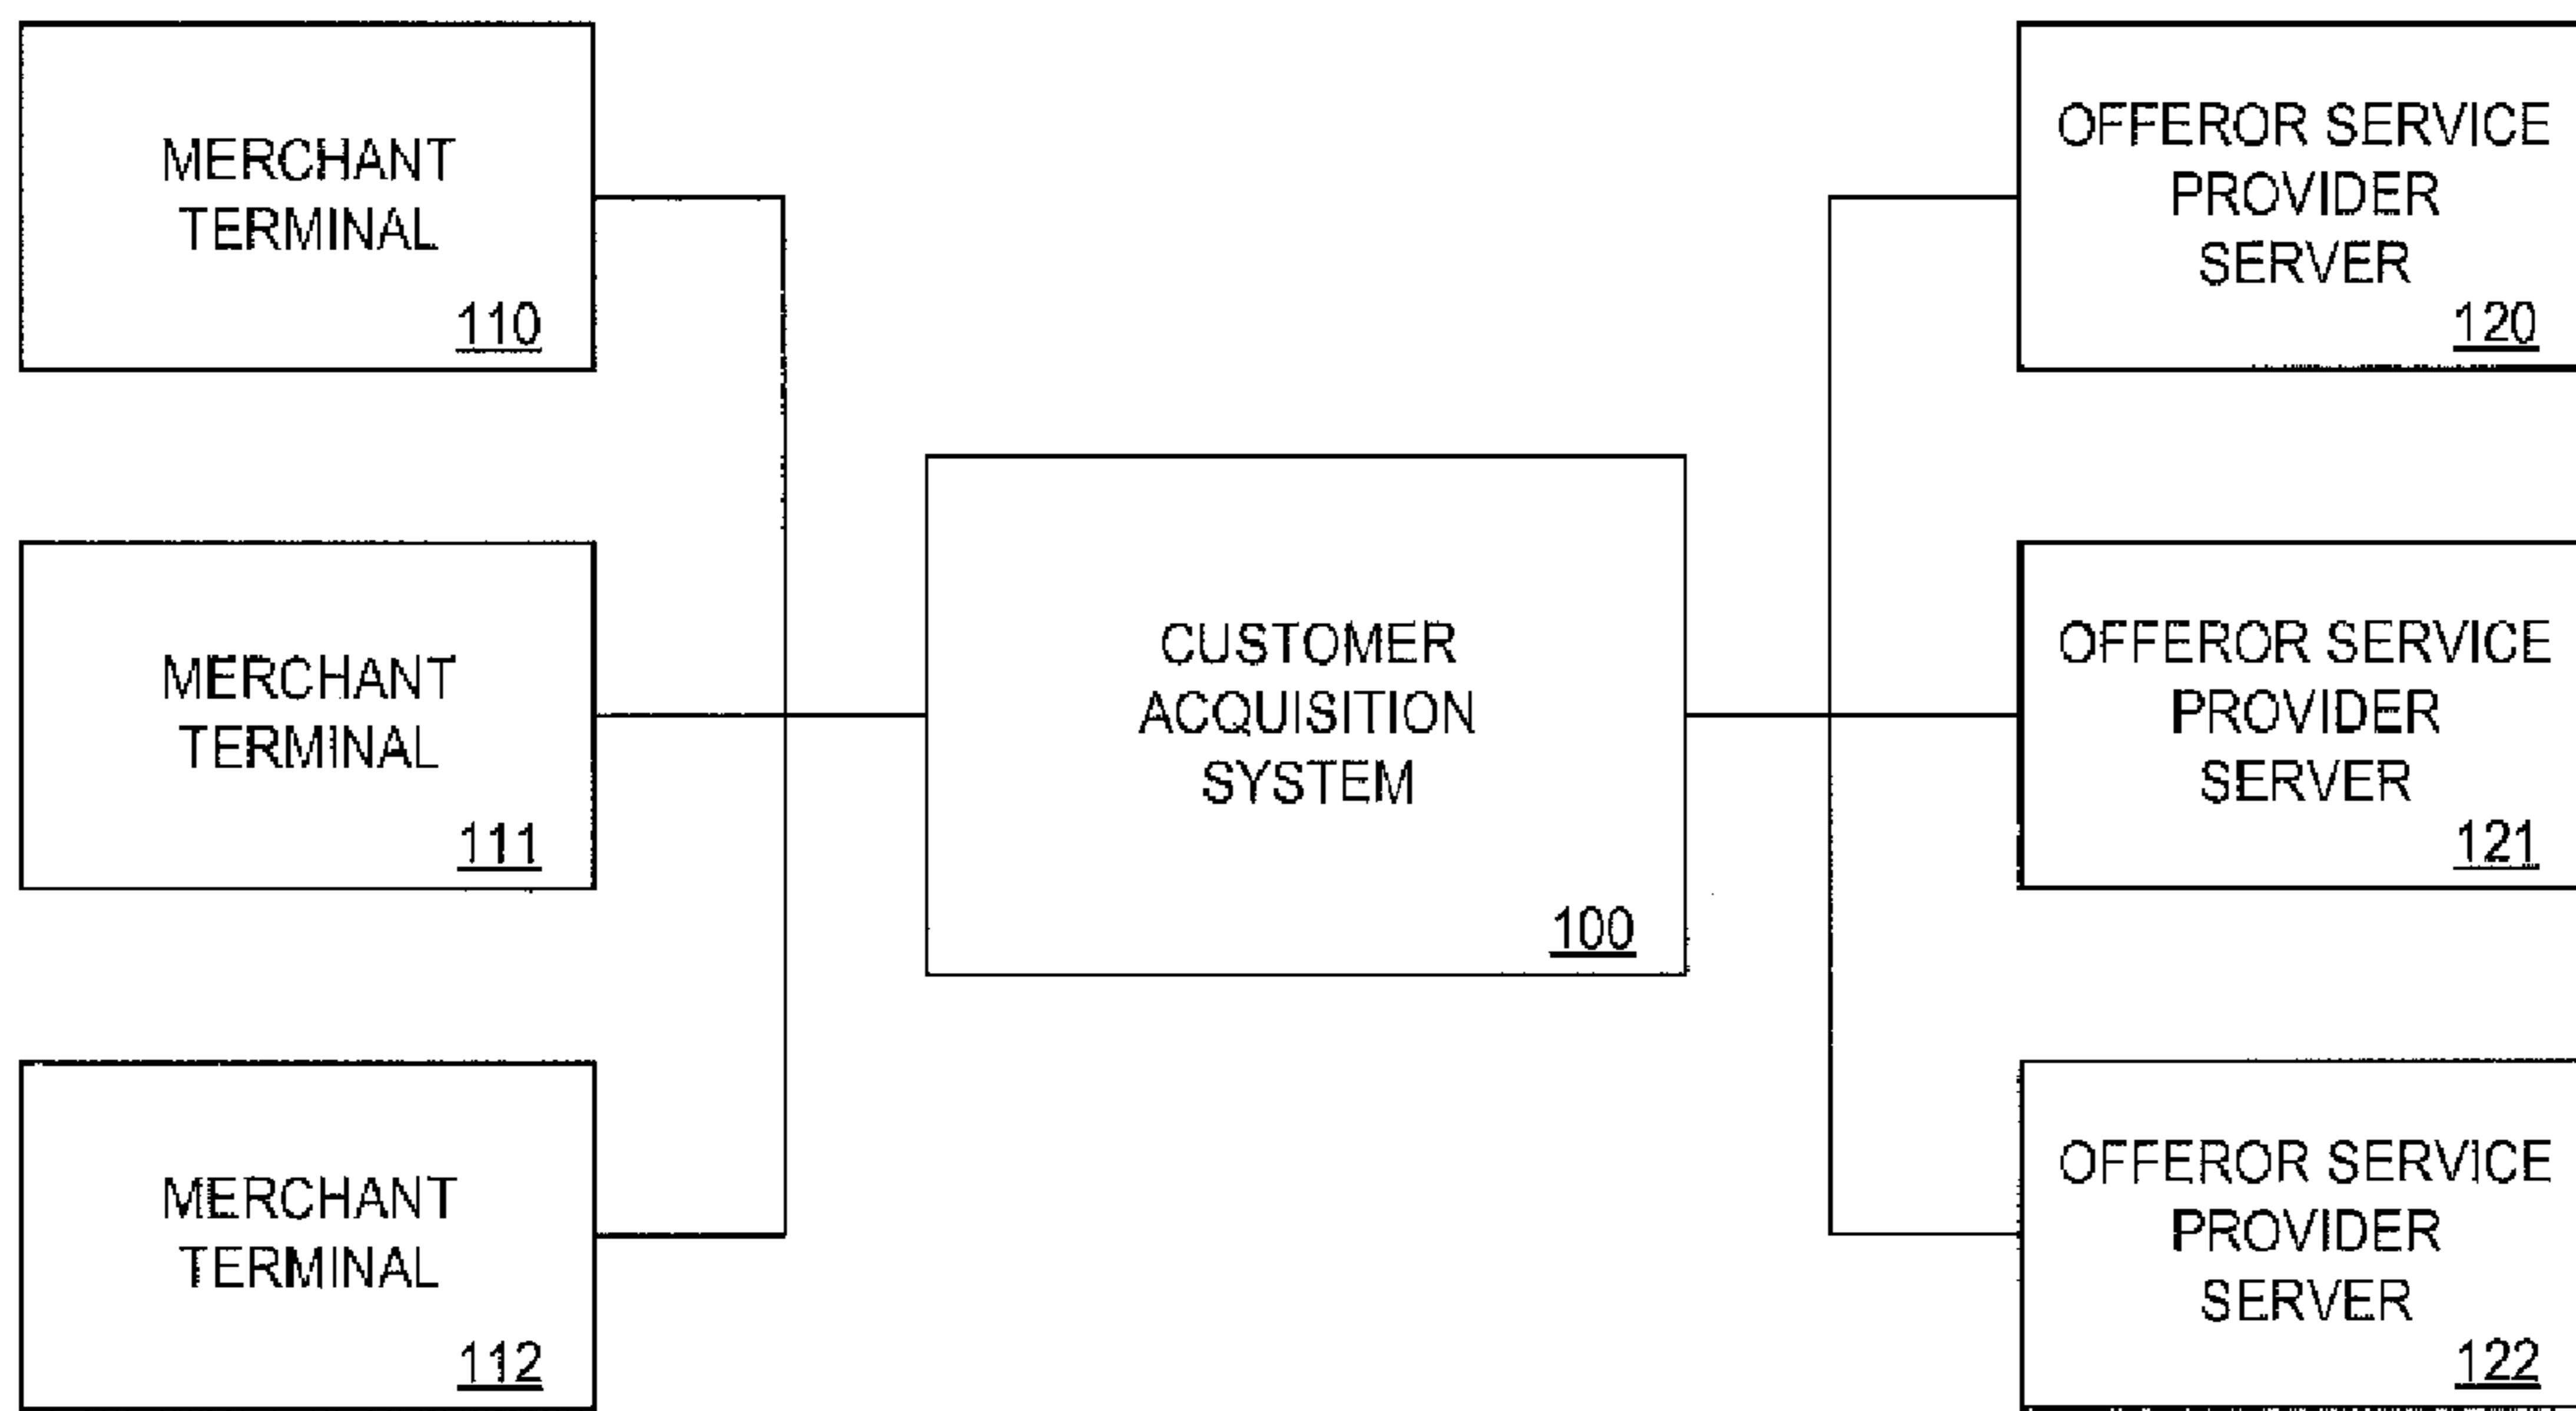 MERCHANT
TERMINAL
110
MERCHANT
TERMINAL
111
MERCHANT
TERMINAL
112
CUSTOMER
ACQUISITION
SYSTEM
100
OFFEROR SERVICE
PROVIDER
SERVER
120
OFFEROR SERVICE
PROVIDER
SERVER
121
OFFEROR SERVICE
PROVIDER
SERVER
122